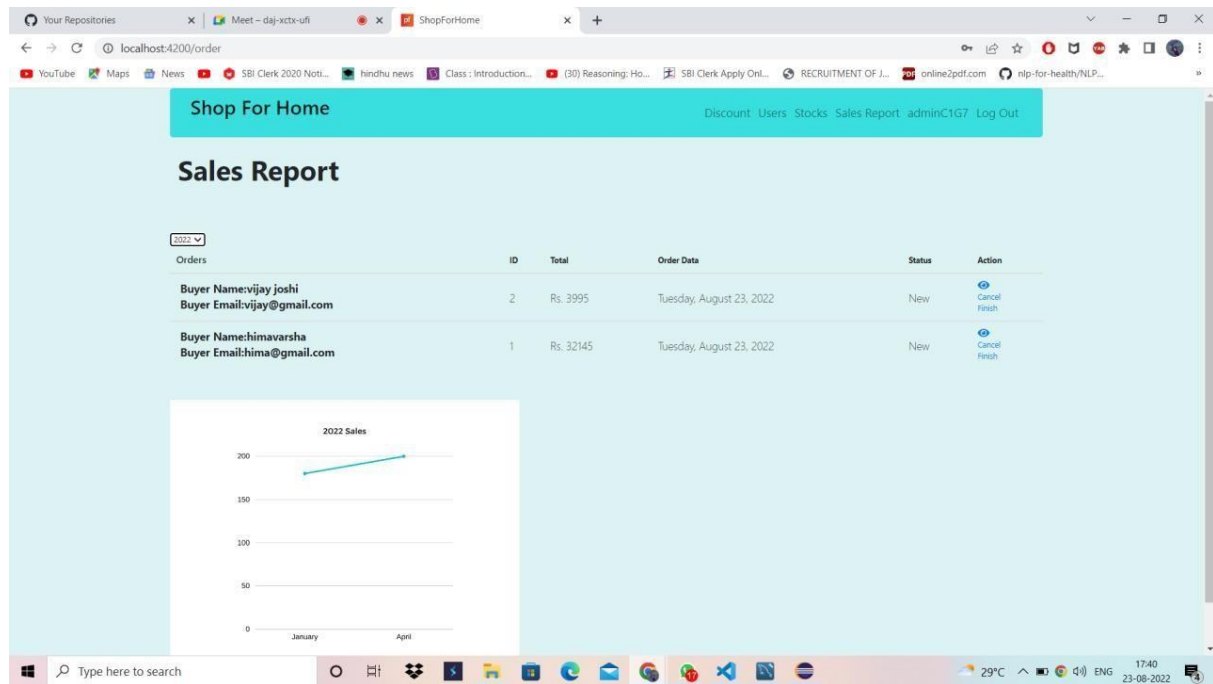 Your Repositories
Meet – daj-xctx-ufi
ShopForHome
localhost:4200/order
YouTube Maps News SBI Clerk 2020 Noti... hindhu news Class : Introduction... (30) Reasoning: Ho... SBI Clerk Apply Onl... RECRUITMENT OF J... online2pdf.com nlp-for-health/NLP...
Shop For Home
Discount Users Stocks Sales Report adminC1G7 Log Out
Sales Report
2022
Orders ID Total Order Data Status Action
Buyer Name:vijay joshi
Buyer Email:vijay@gmail.com
2 Rs. 3995 Tuesday, August 23, 2022 New
Cancel
Finish
Buyer Name:himavarsha
Buyer Email:hima@gmail.com
1 Rs. 32145 Tuesday, August 23, 2022 New
Cancel
Finish
2022 Sales
200
150
100
50
0
January April
Type here to search
29°C ENG
17:40
23-08-2022